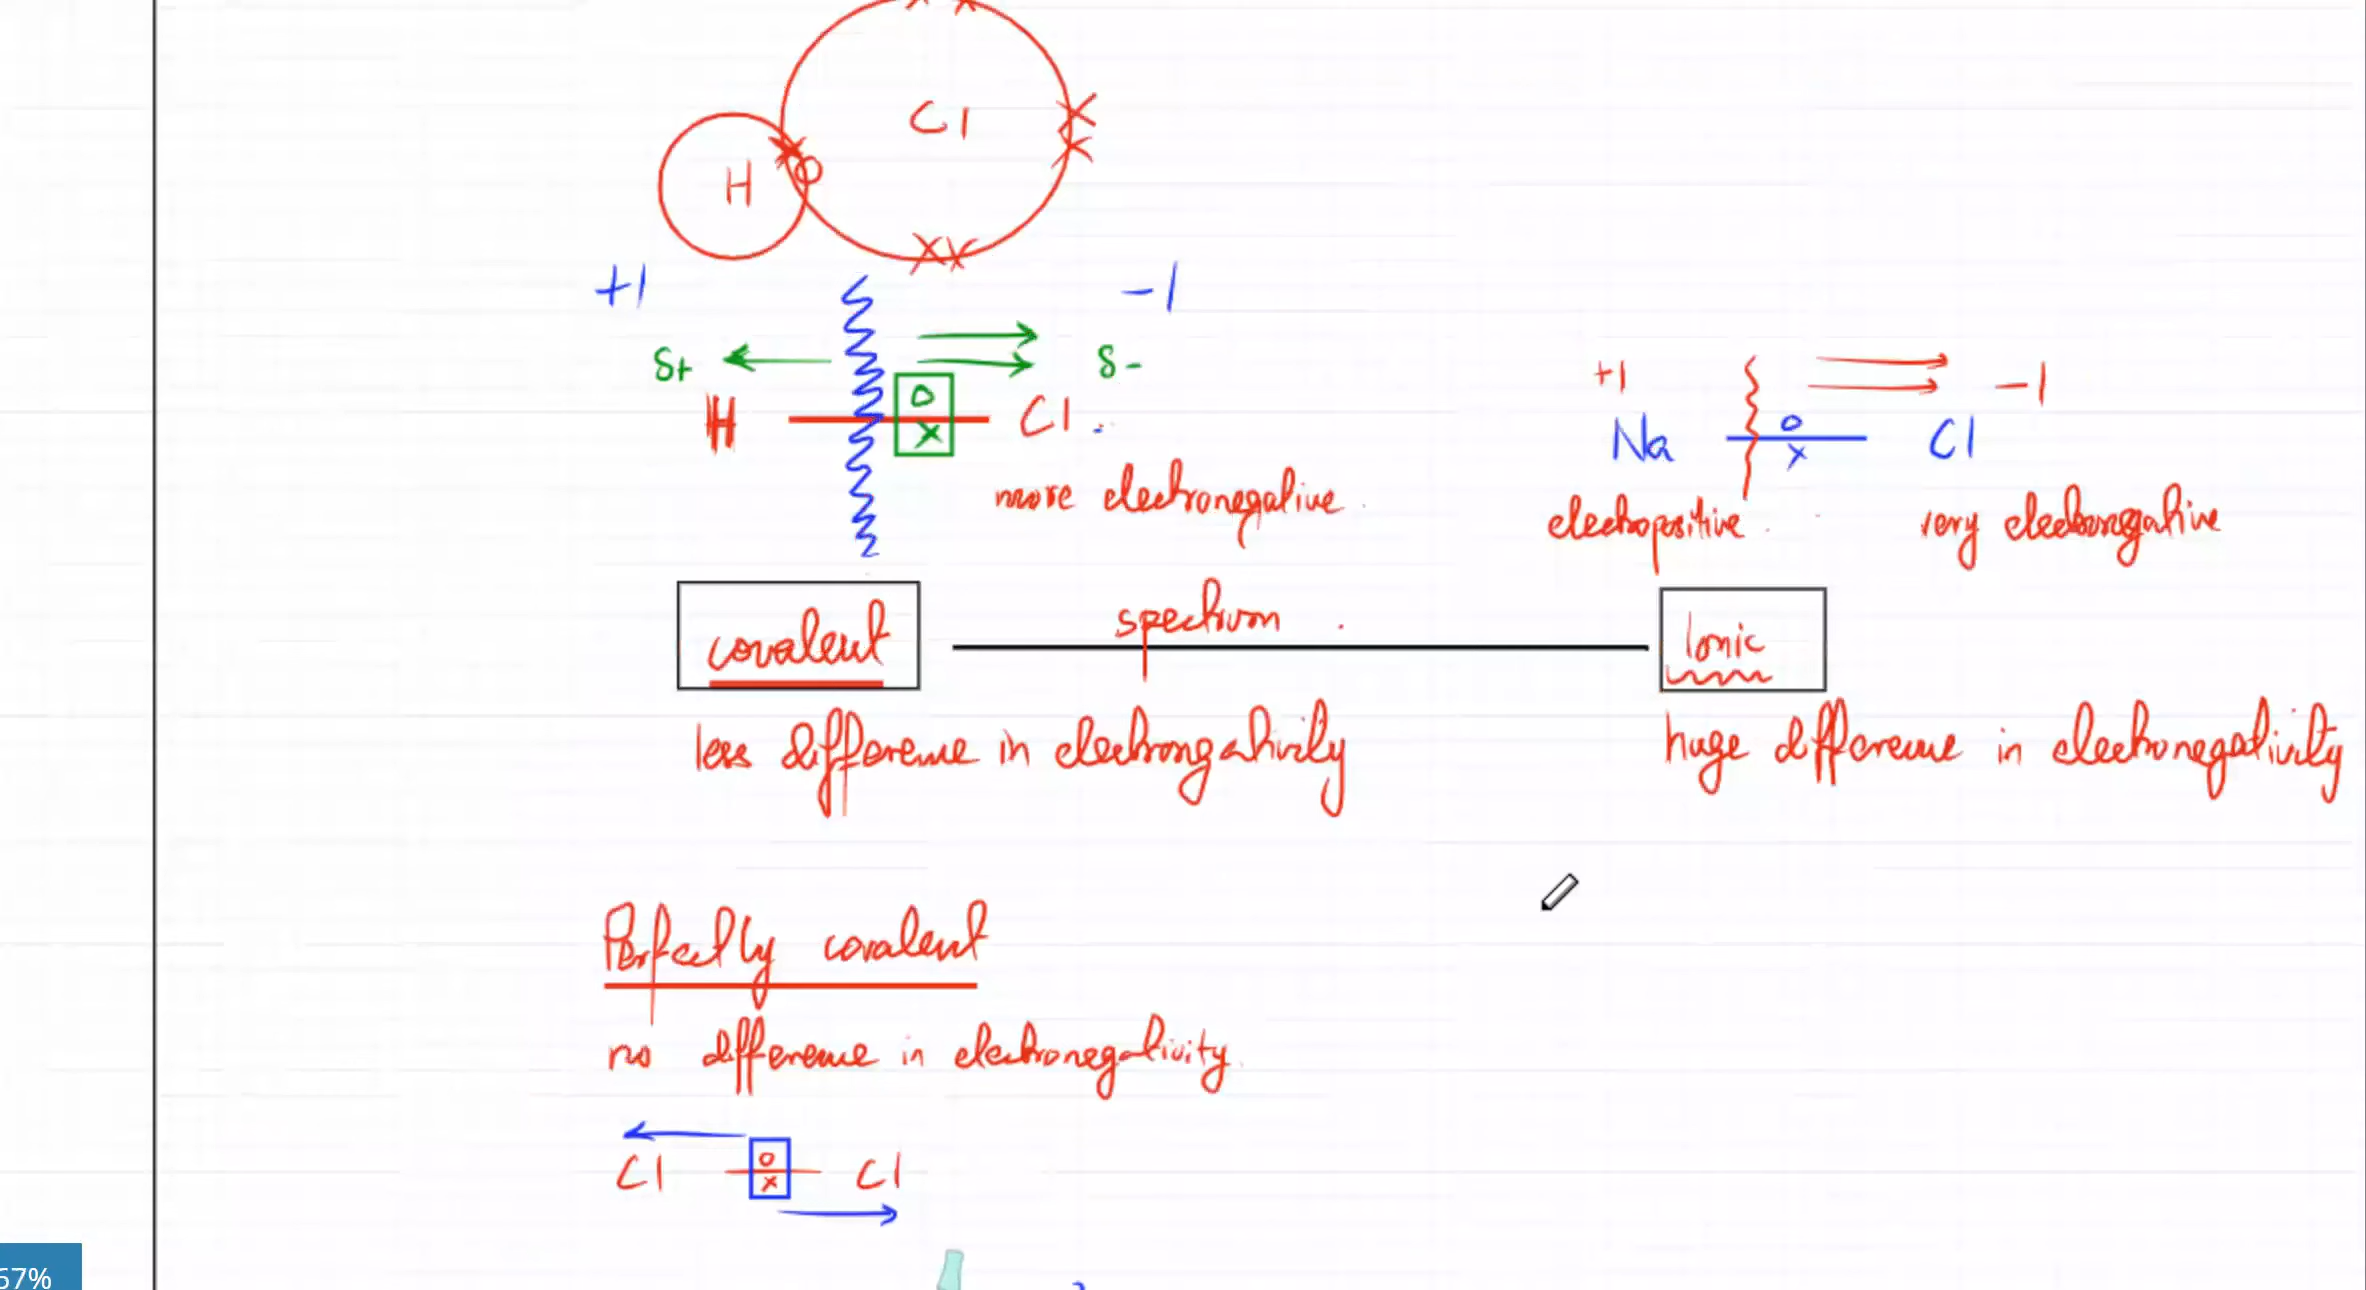 Cl
H
+1 -1
δ+ δ-
H o x Cl
more electronegative
+1 -1
Na o x Cl
electropositive very electronegative
covalent spectrum Ionic
less difference in electrongativity
huge difference in electronegativity
Perfectly covalent
no difference in electronegativity
Cl o x Cl
57%